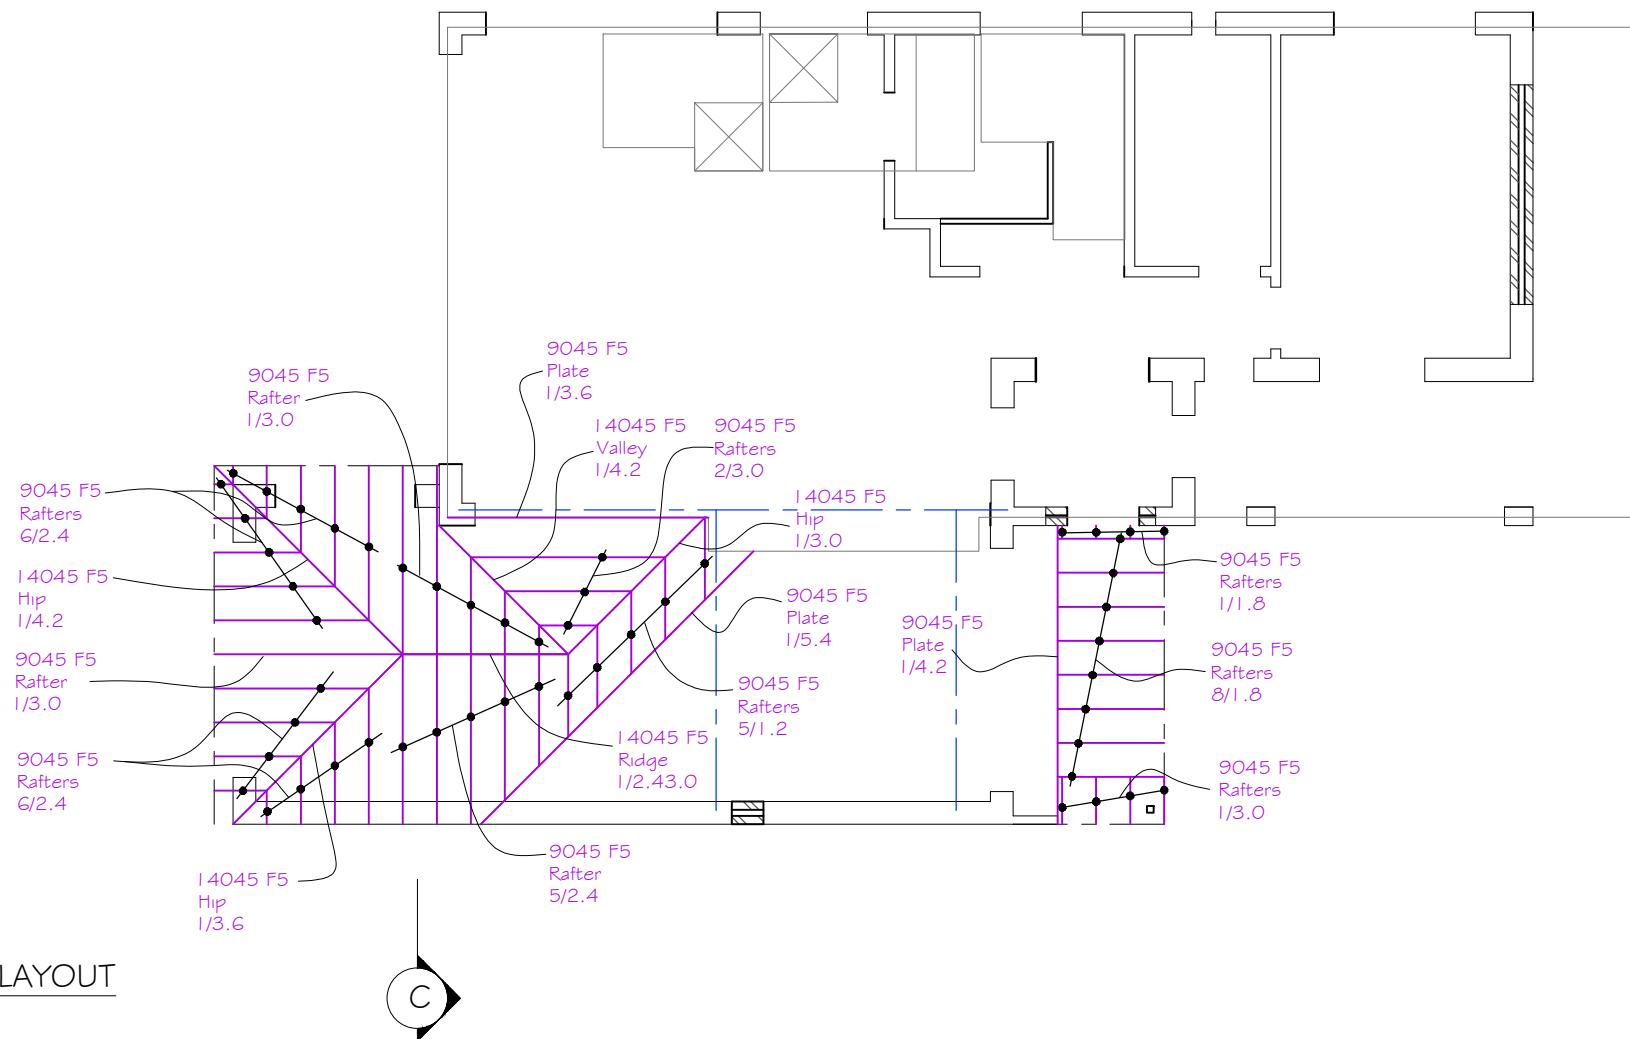 9045 F5
Plate
1/3.6
9045 F5
Rafter
1/3.0
14045 F5
Valley
1/4.2
9045 F5
Rafters
2/3.0
9045 F5
Rafters
6/2.4
14045 F5
Hip
1/3.0
14045 F5
Hip
1/4.2
9045 F5
Rafters
1/1.8
9045 F5
Plate
1/5.4
9045 F5
Plate
1/4.2
9045 F5
Rafter
1/3.0
9045 F5
Rafters
8/1.8
9045 F5
Rafters
5/1.2
14045 F5
Ridge
1/2.43.0
9045 F5
Rafters
6/2.4
9045 F5
Rafters
1/3.0
9045 F5
Rafter
5/2.4
14045 F5
Hip
1/3.6
LAYOUT
C